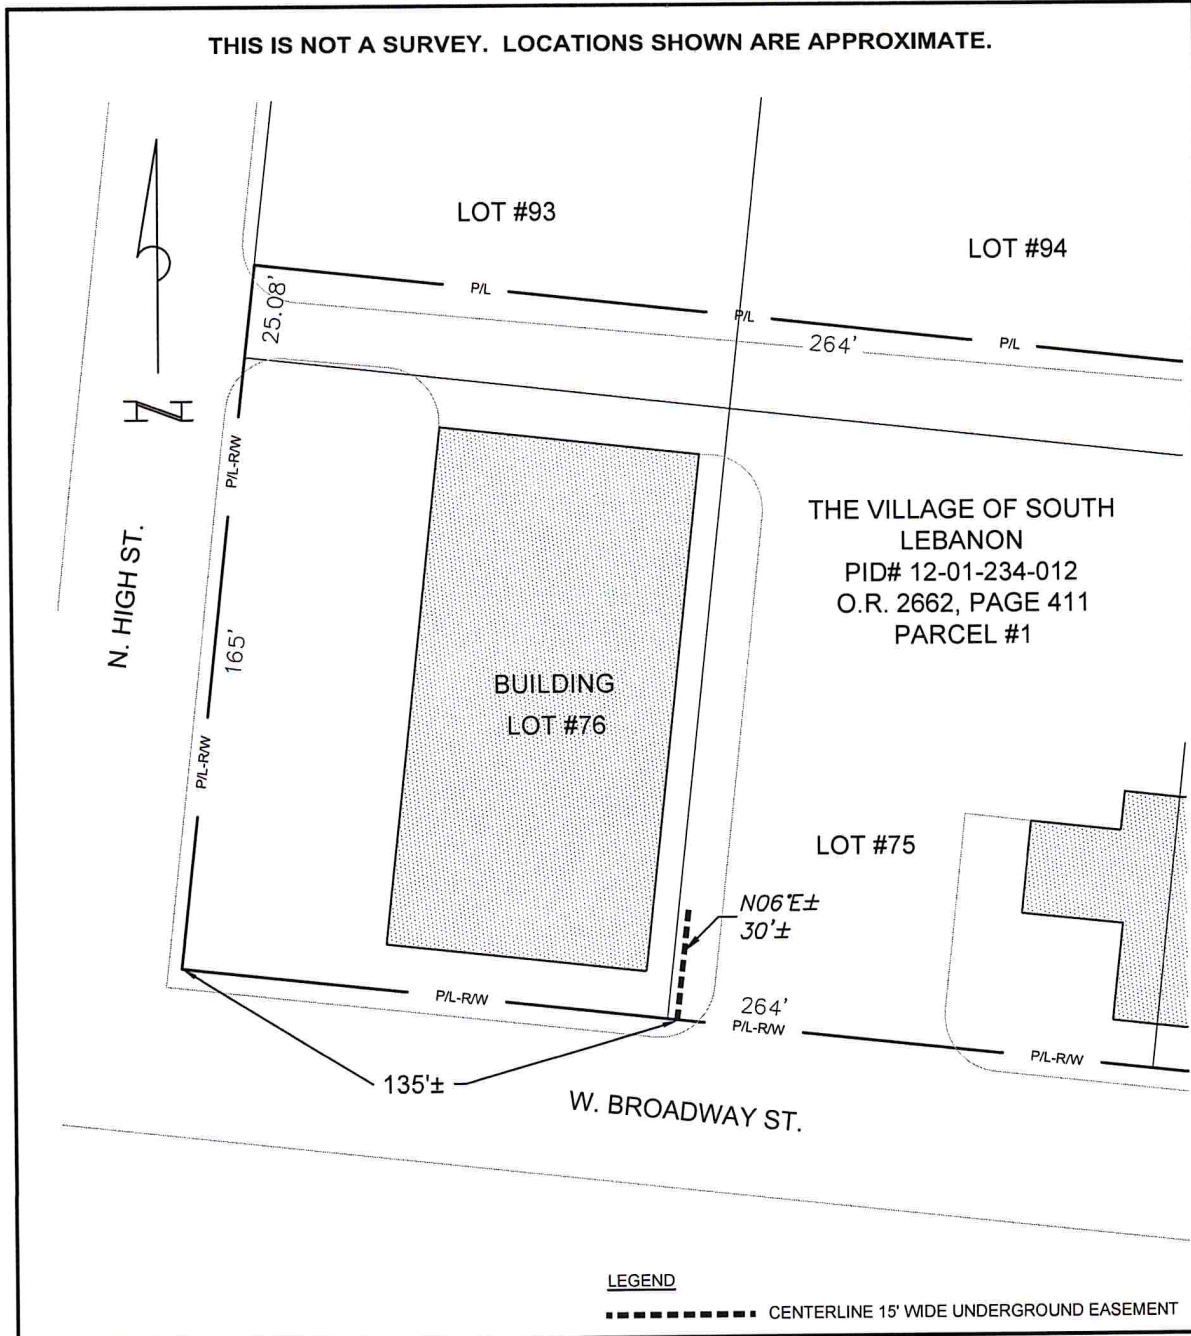 THIS IS NOT A SURVEY. LOCATIONS SHOWN ARE APPROXIMATE.
LOT #93
LOT #94
P/L
P/L
P/L
25.08'
264'
N
P/L-R/W
N. HIGH ST.
165'
P/L-R/W
THE VILLAGE OF SOUTH
LEBANON
PID# 12-01-234-012
O.R. 2662, PAGE 411
PARCEL #1
BUILDING
LOT #76
LOT #75
N06°E±
30'±
P/L-R/W
264'
P/L-R/W
P/L-R/W
135'±
W. BROADWAY ST.
LEGEND
CENTERLINE 15' WIDE UNDERGROUND EASEMENT